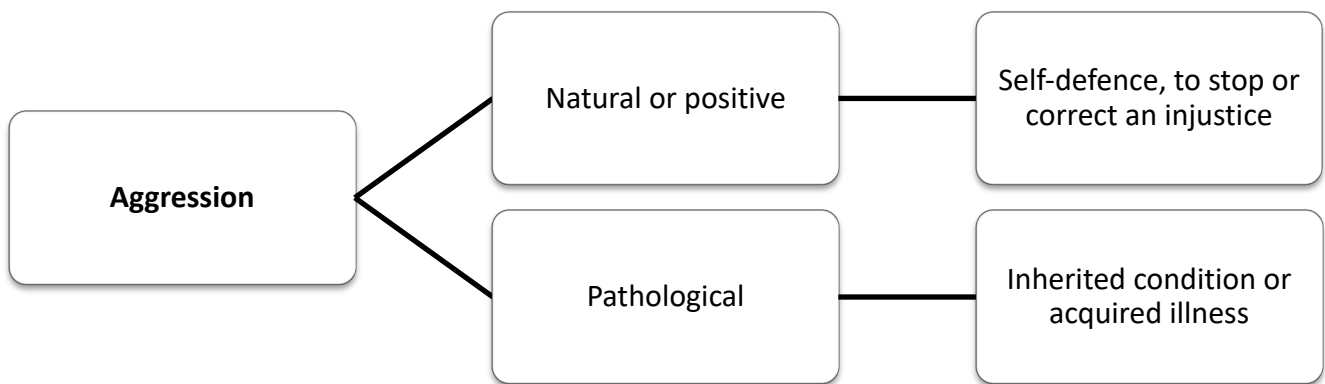 Aggression
Natural or positive
Self-defence, to stop or
correct an injustice
Pathological
Inherited condition or
acquired illness